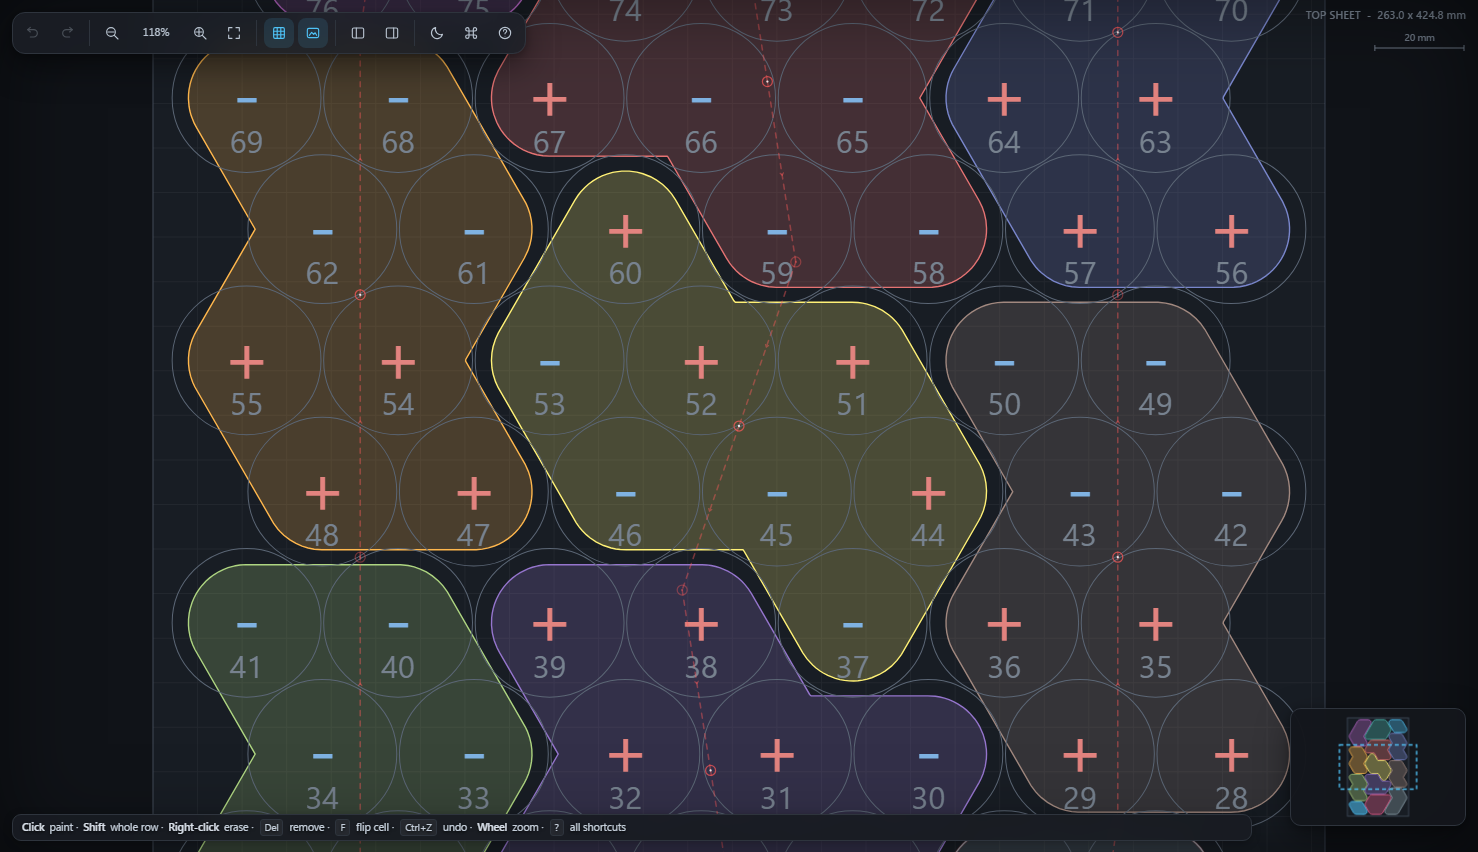 76 75 74 73 72 71 70
TOP SHEET - 263.0 x 424.8 mm
118%
20 mm
69 68 67 66 65 64 63
62 61 60 59 58 57 56
55 54 53 52 51 50 49
48 47 46 45 44 43 42
41 40 39 38 37 36 35
34 33 32 31 30 29 28
Click paint · Shift whole row · Right-click erase · Del remove · F flip cell · Ctrl+Z undo · Wheel zoom · ? all shortcuts